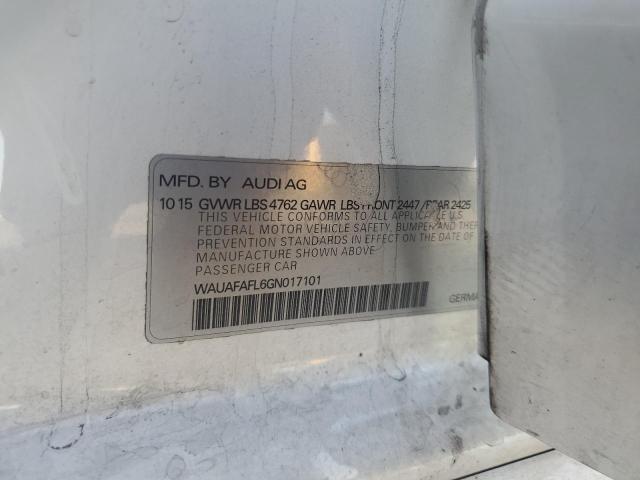 MFD. BY AUDI AG
10 15 GVWR LBS 4762 GAWR LBS FRONT 2447 /REAR 2425
THIS VEHICLE CONFORMS TO ALL APPLICABLE U.S.
FEDERAL MOTOR VEHICLE SAFETY, BUMPER AND THEF
PREVENTION STANDARDS IN EFFECT ON THE DATE OF
MANUFACTURE SHOWN ABOVE
PASSENGER CAR
WAUAFAFL6GN017101
GERMA